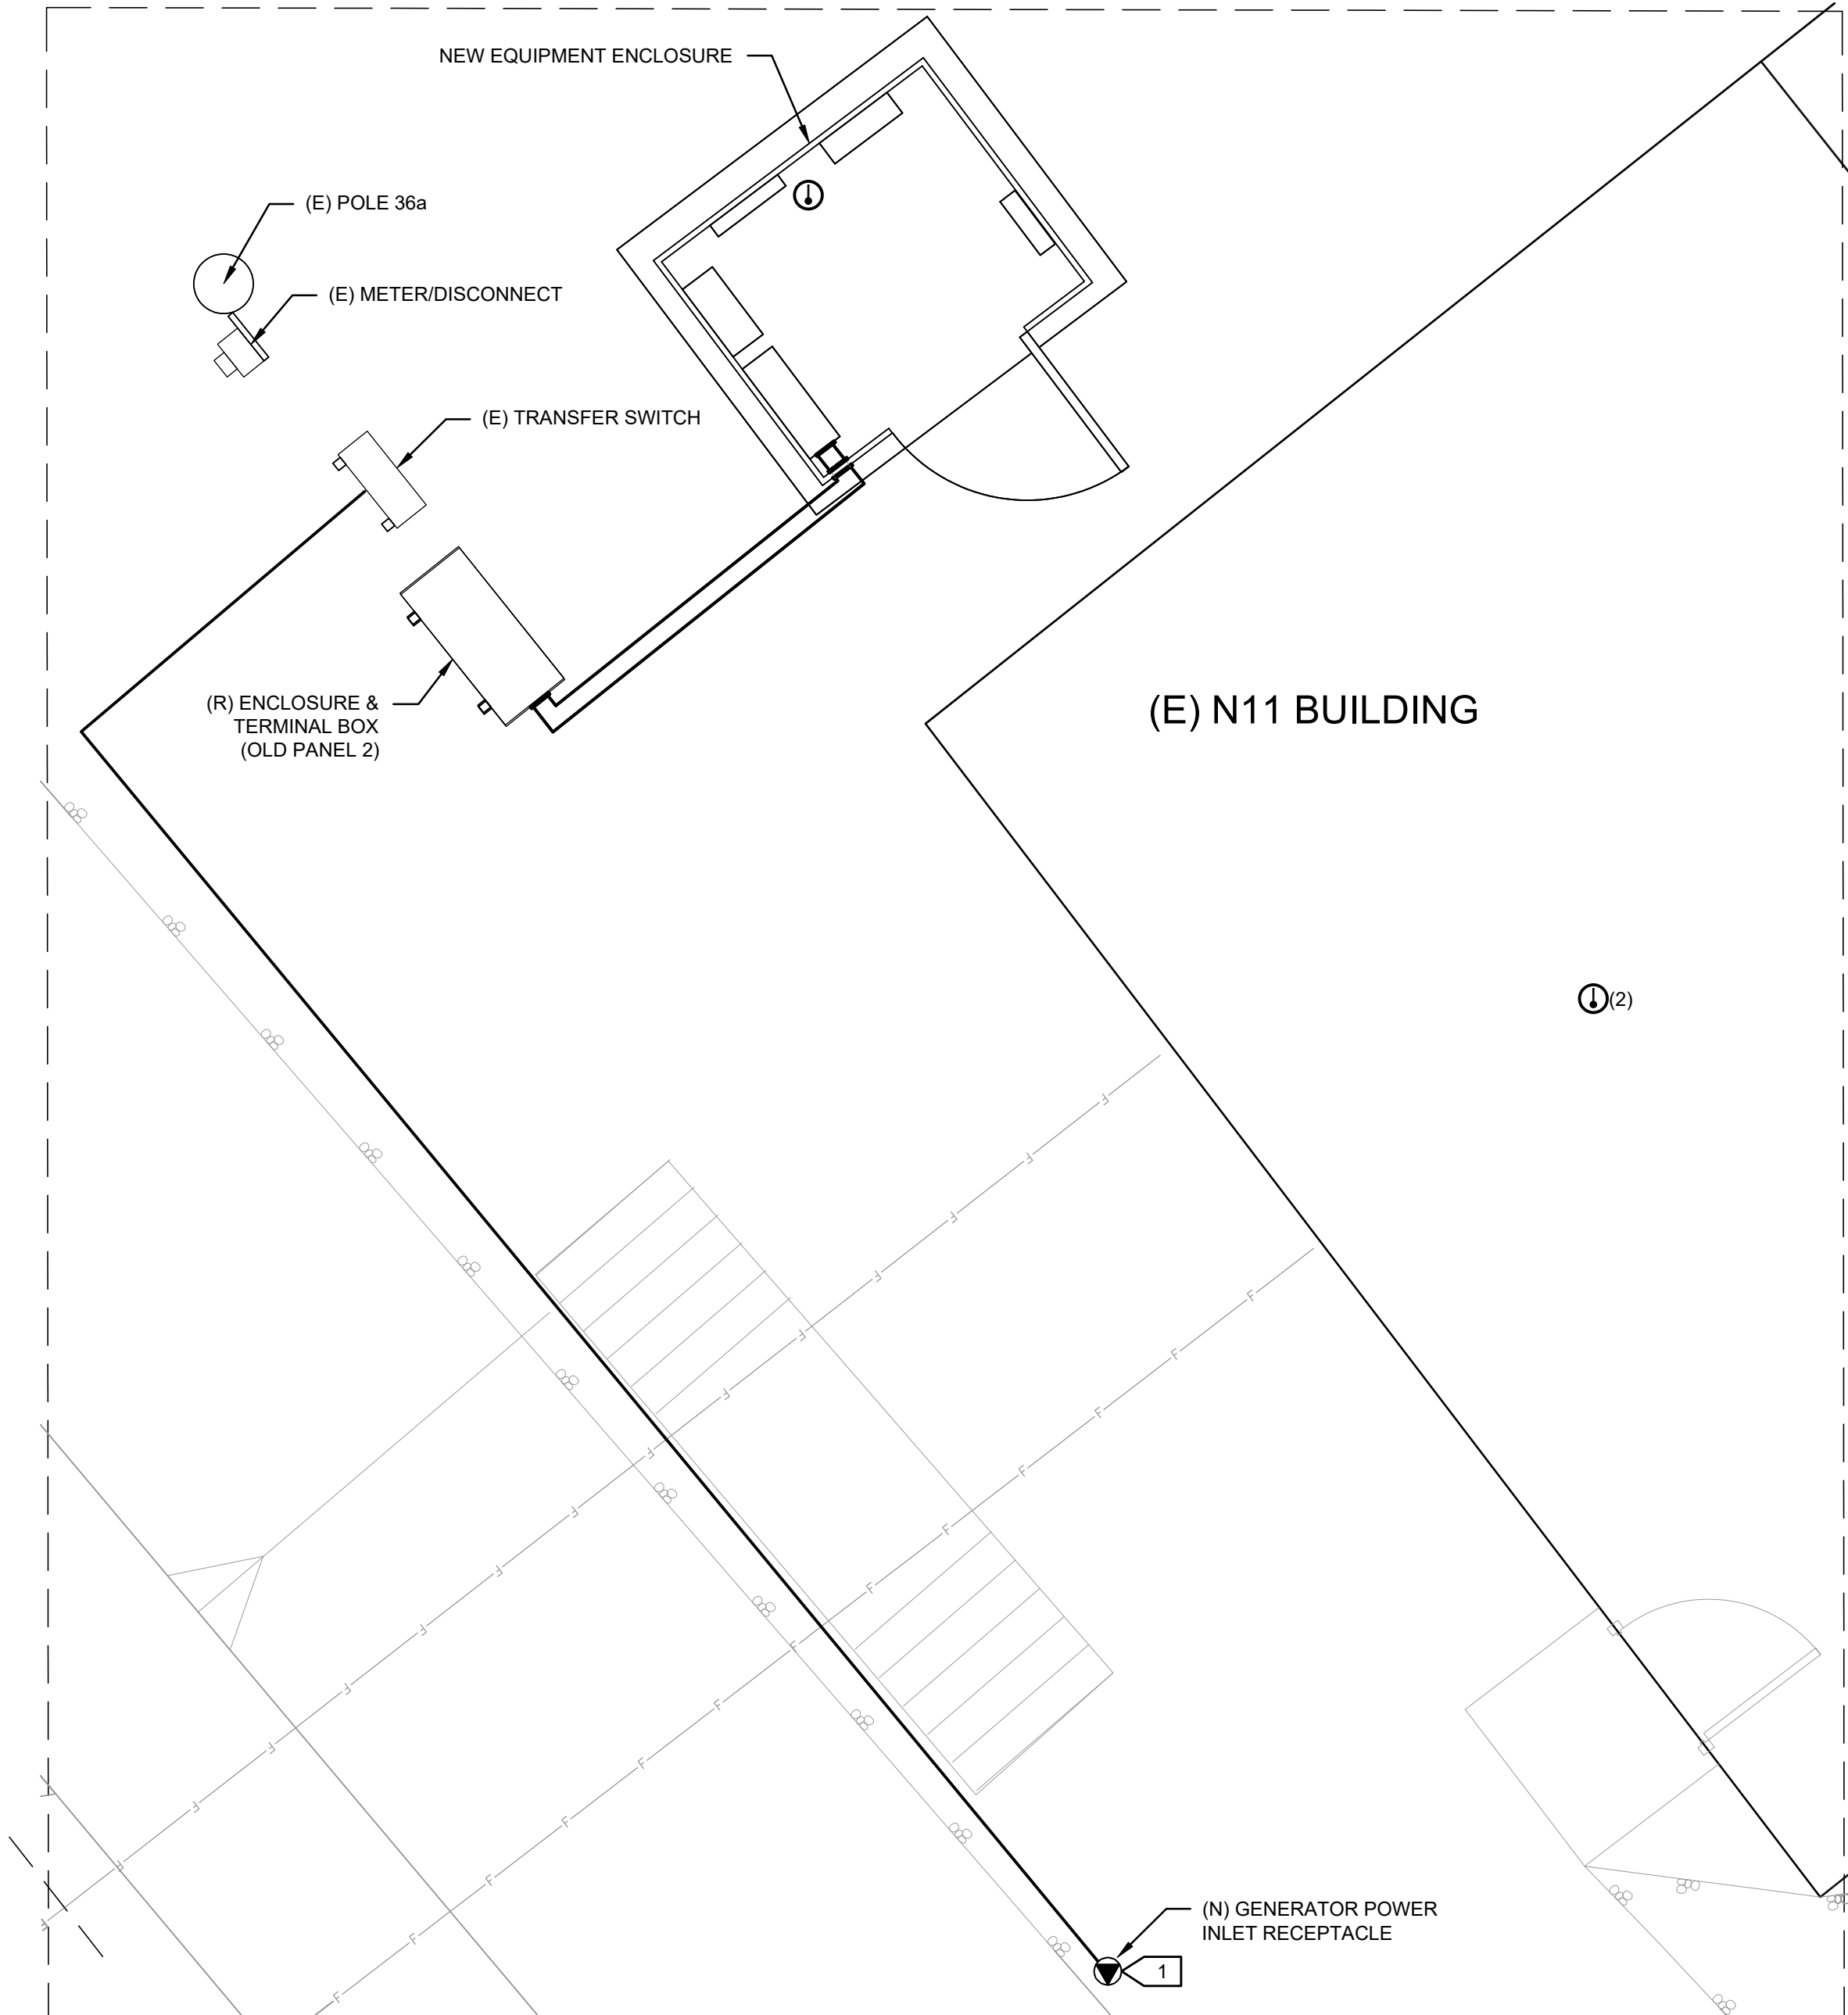 NEW EQUIPMENT ENCLOSURE
(E) POLE 36a
(E) METER/DISCONNECT
(E) TRANSFER SWITCH
(R) ENCLOSURE &
TERMINAL BOX
(OLD PANEL 2)
(E) N11 BUILDING
(2)
F F F F F F F F F F F F F F F
F F F F F F F F F F F F F
(N) GENERATOR POWER
INLET RECEPTACLE
1